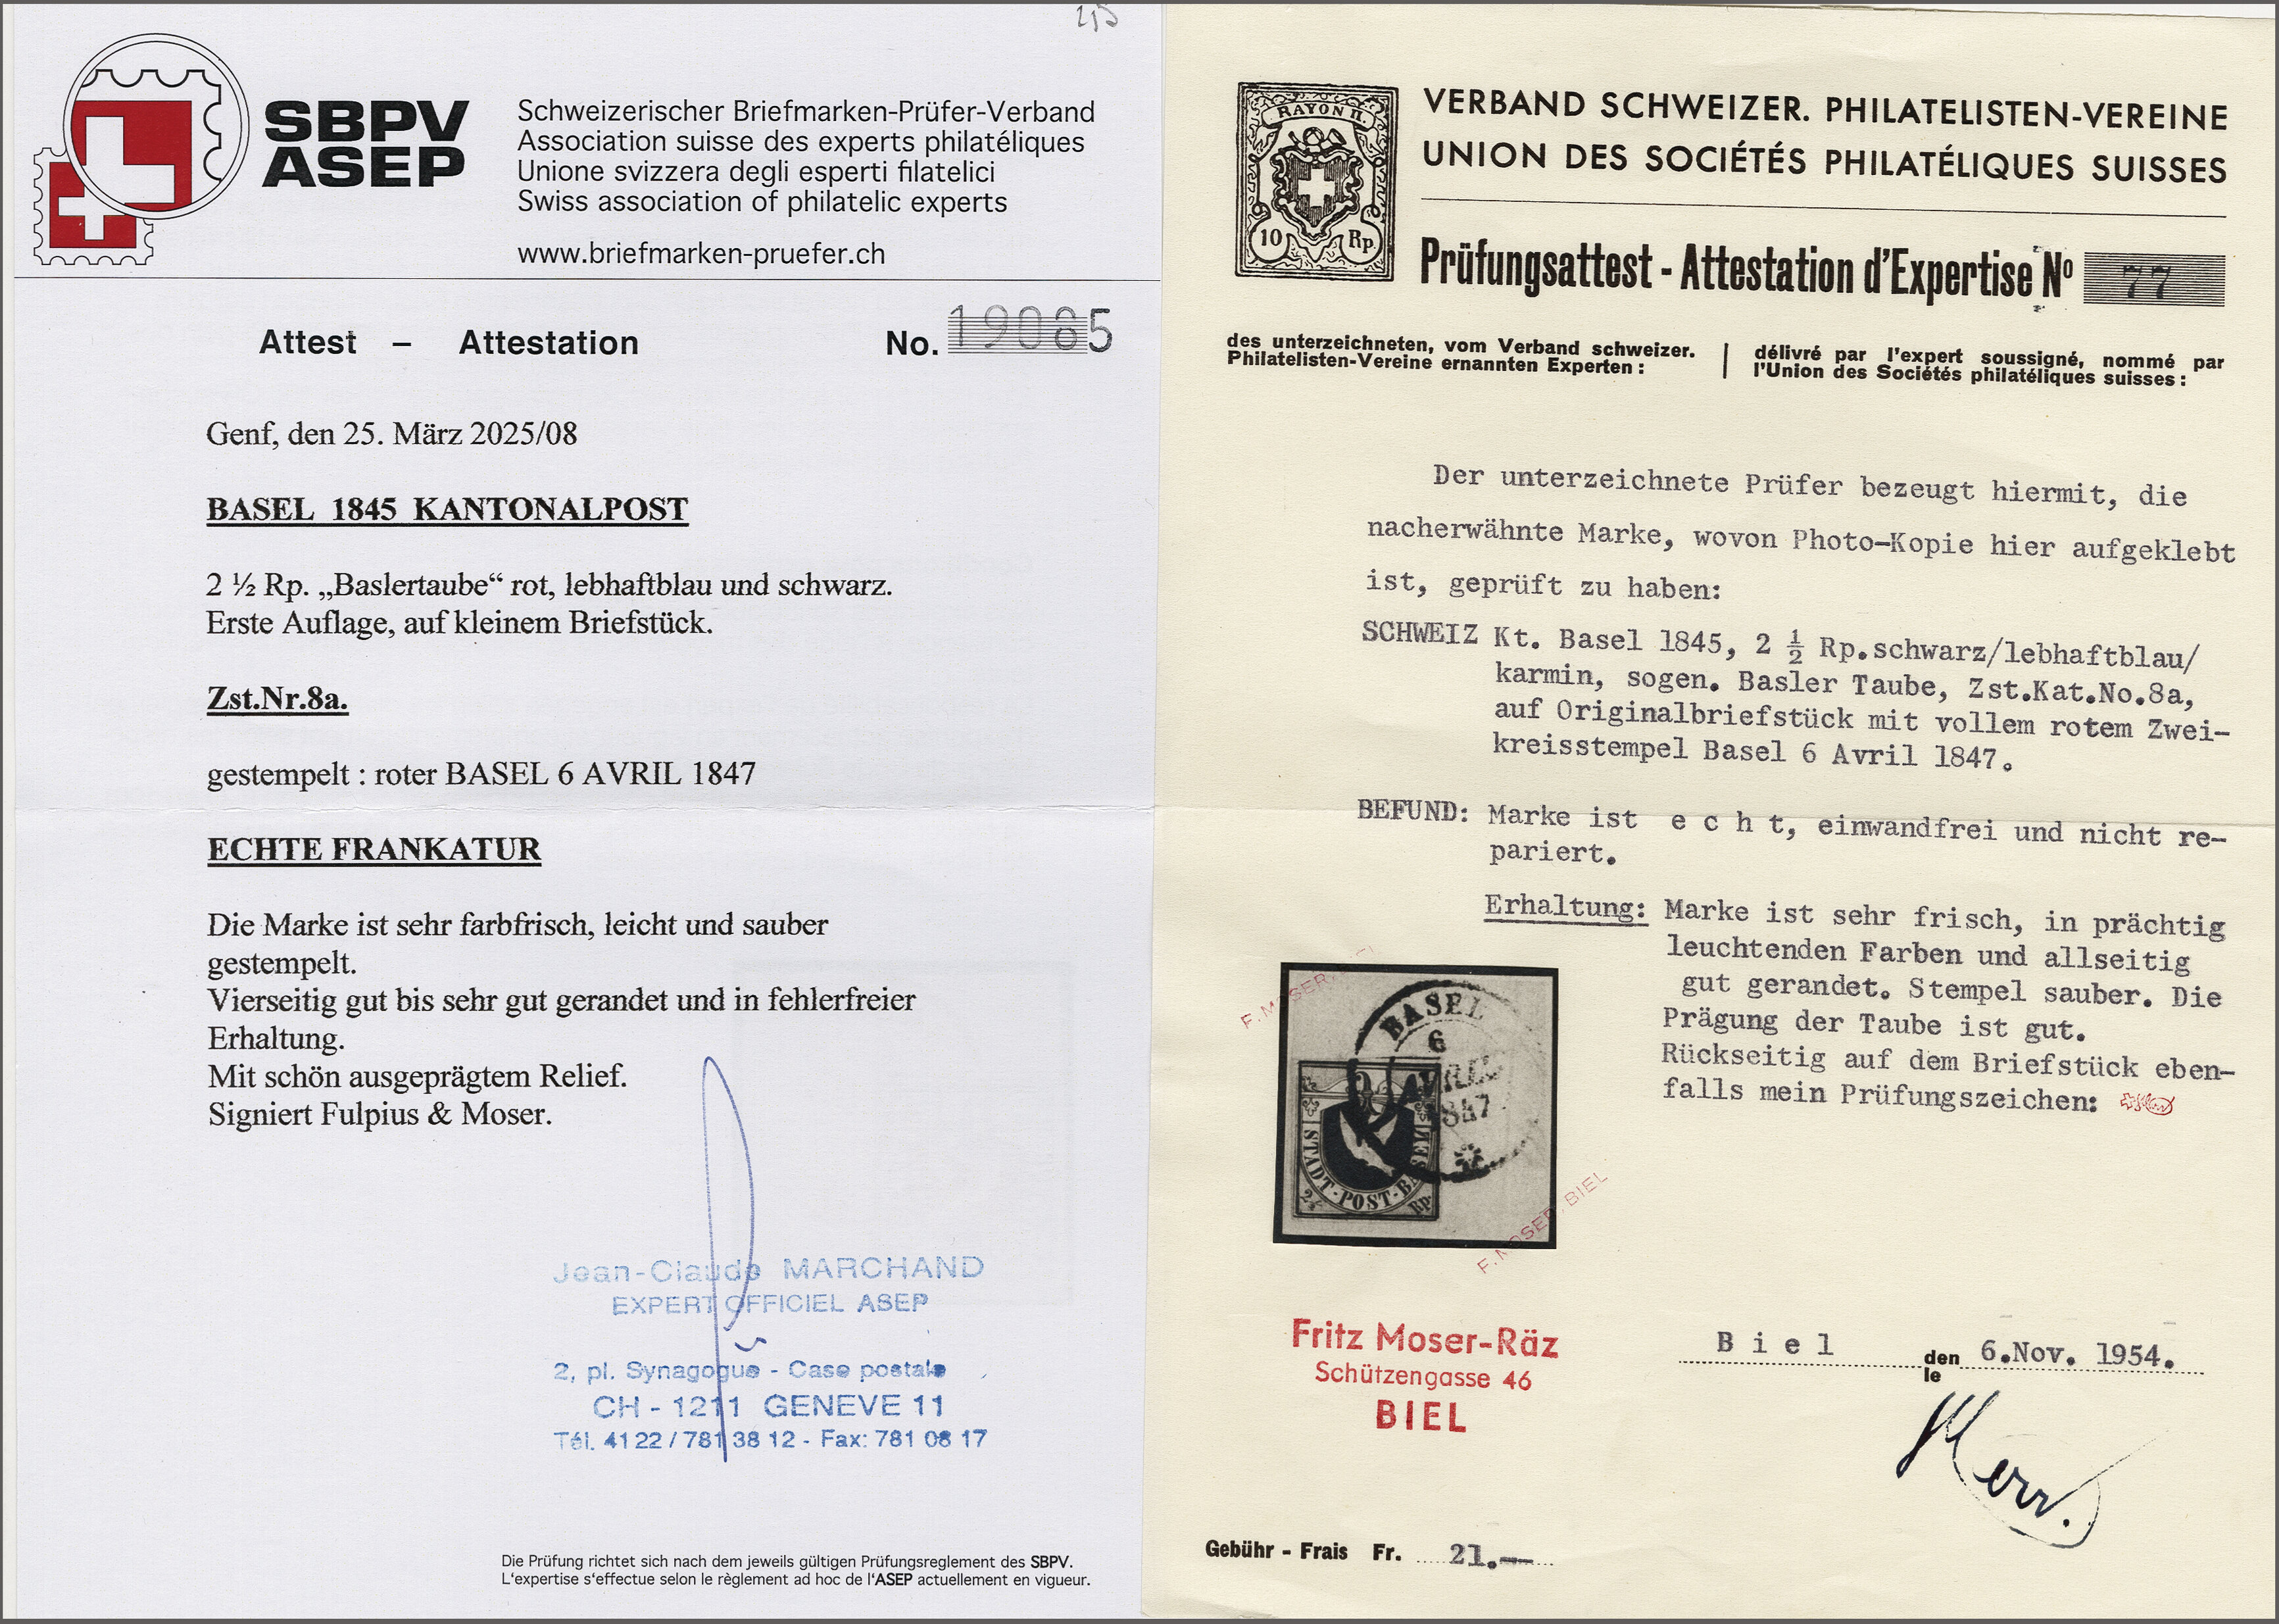 SBPV
ASEP
Schweizerischer Briefmarken-Prüfer-Verband
Association suisse des experts philatéliques
Unione svizzera degli esperti filatelici
Swiss association of philatelic experts
www.briefmarken-pruefer.ch
Attest – Attestation No. 19085
Genf, den 25. März 2025/08
BASEL 1845 KANTONALPOST
2 ½ Rp. „Baslertaube“ rot, lebhaftblau und schwarz.
Erste Auflage, auf kleinem Briefstück.
Zst.Nr.8a.
gestempelt : roter BASEL 6 AVRIL 1847
ECHTE FRANKATUR
Die Marke ist sehr farbfrisch, leicht und sauber
gestempelt.
Vierseitig gut bis sehr gut gerandet und in fehlerfreier
Erhaltung.
Mit schön ausgeprägtem Relief.
Signiert Fulpius & Moser.
Jean-Claude MARCHAND
EXPERT OFFICIEL ASEP
2, pl. Synagogue - Case postale
CH - 1211 GENEVE 11
Tél. 41 22 / 781 38 12 - Fax: 781 08 17
Die Prüfung richtet sich nach dem jeweils gültigen Prüfungsreglement des SBPV.
L'expertise s'effectue selon le règlement ad hoc de l'ASEP actuellement en vigueur.
RAYON II.
10 Rp.
VERBAND SCHWEIZER. PHILATELISTEN-VEREINE
UNION DES SOCIÉTÉS PHILATÉLIQUES SUISSES
Prüfungsattest - Attestation d'Expertise No 77
des unterzeichneten, vom Verband schweizer.
Philatelisten-Vereine ernannten Experten :
délivré par l'expert soussigné, nommé par
l'Union des Sociétés philatéliques suisses :
Der unterzeichnete Prüfer bezeugt hiermit, die
nacherwähnte Marke, wovon Photo-Kopie hier aufgeklebt
ist, geprüft zu haben:
SCHWEIZ Kt. Basel 1845, 2 ½ Rp.schwarz/lebhaftblau/
karmin, sogen. Basler Taube, Zst.Kat.No.8a,
auf Originalbriefstück mit vollem rotem Zwei-
kreisstempel Basel 6 Avril 1847.
BEFUND: Marke ist e c h t, einwandfrei und nicht re-
pariert.
Erhaltung: Marke ist sehr frisch, in prächtig
leuchtenden Farben und allseitig
gut gerandet. Stempel sauber. Die
Prägung der Taube ist gut.
Rückseitig auf dem Briefstück eben-
falls mein Prüfungszeichen:
F. MOSER, BIEL
BASEL
6
AVRIL
1847
STADT-POST-BASEL
2½ Rp.
F. MOSER, BIEL
Fritz Moser-Räz
Schützengasse 46
BIEL
B i e l den 6.Nov. 1954.
le
Gebühr - Frais Fr. 21.--